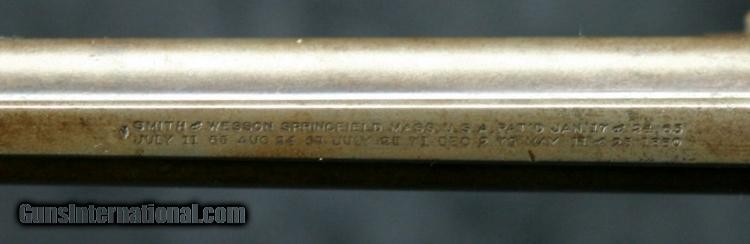 SMITH & WESSON SPRINGFIELD, MASS. U.S.A. PAT'D JAN. 17 & 24 65
JULY 11 65 AUG 24 69 JULY 25 71 DEC 2 79 MAY 11 & 25 1880
GunsInternational.com